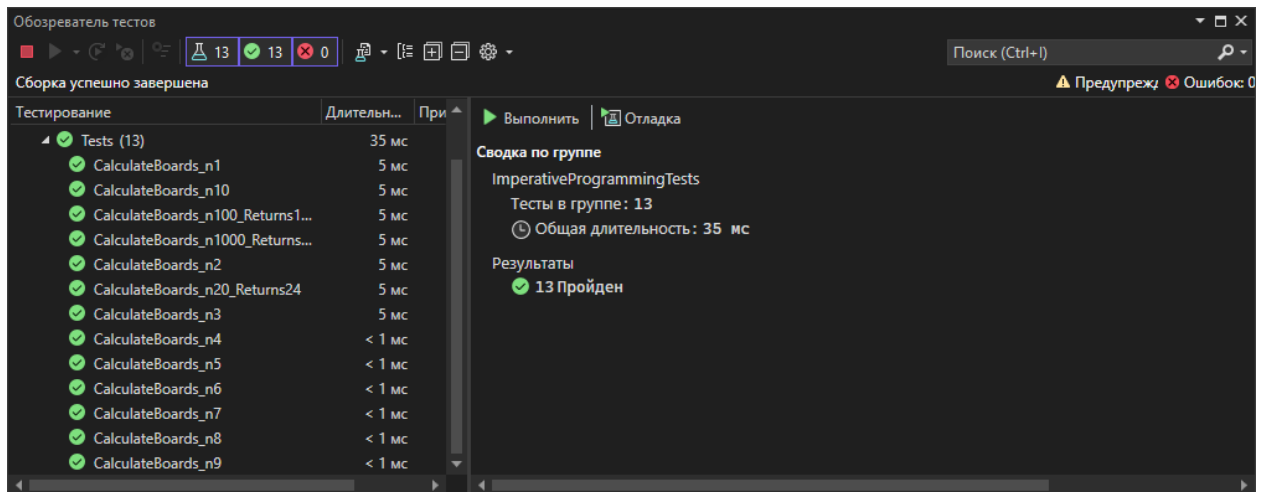 Обозреватель тестов
13 13 0 Поиск (Ctrl+I)
Сборка успешно завершена Предупрежд Ошибок: 0
Тестирование Длительн... При
Tests (13) 35 мс
CalculateBoards_n1 5 мс
CalculateBoards_n10 5 мс
CalculateBoards_n100_Returns1... 5 мс
CalculateBoards_n1000_Returns... 5 мс
CalculateBoards_n2 5 мс
CalculateBoards_n20_Returns24 5 мс
CalculateBoards_n3 5 мс
CalculateBoards_n4 < 1 мс
CalculateBoards_n5 < 1 мс
CalculateBoards_n6 < 1 мс
CalculateBoards_n7 < 1 мс
CalculateBoards_n8 < 1 мс
CalculateBoards_n9 < 1 мс
Выполнить Отладка
Сводка по группе
ImperativeProgrammingTests
Тесты в группе: 13
Общая длительность: 35 мс
Результаты
13 Пройден